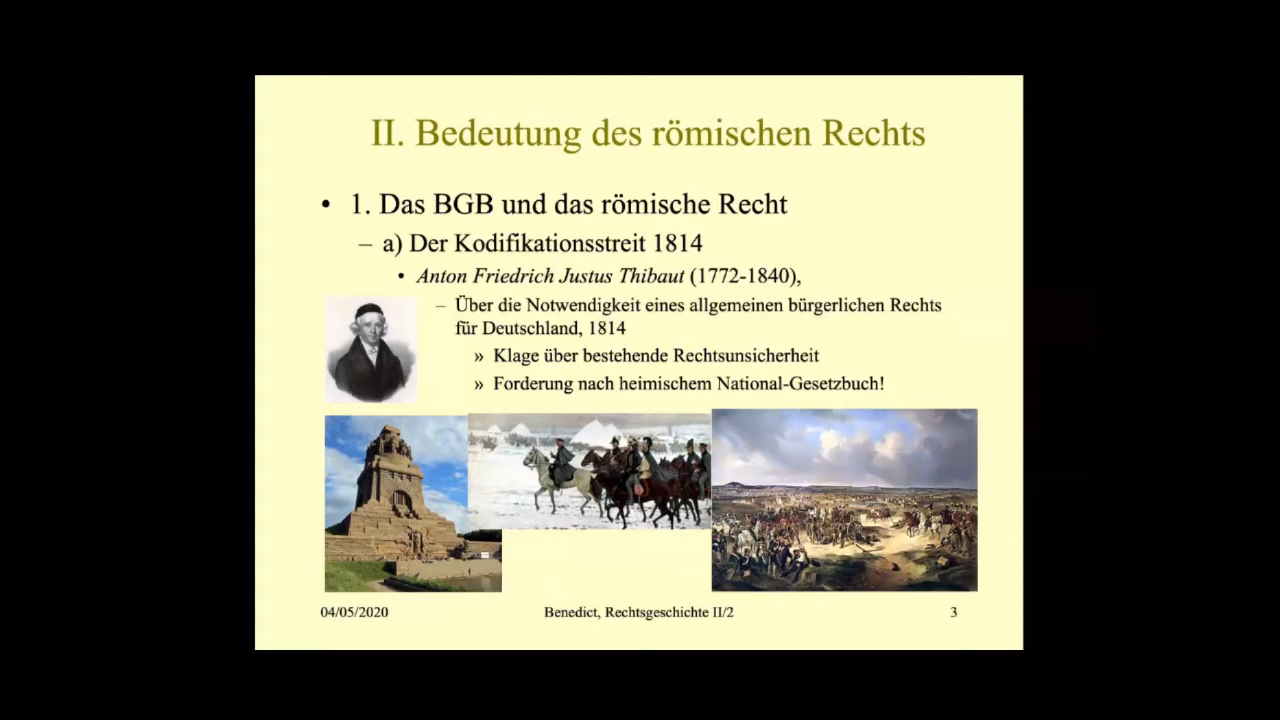 II. Bedeutung des römischen Rechts
• 1. Das BGB und das römische Recht
– a) Der Kodifikationsstreit 1814
• Anton Friedrich Justus Thibaut (1772-1840),
– Über die Notwendigkeit eines allgemeinen bürgerlichen Rechts
für Deutschland, 1814
» Klage über bestehende Rechtsunsicherheit
» Forderung nach heimischem National-Gesetzbuch!
04/05/2020
Benedict, Rechtsgeschichte II/2
3